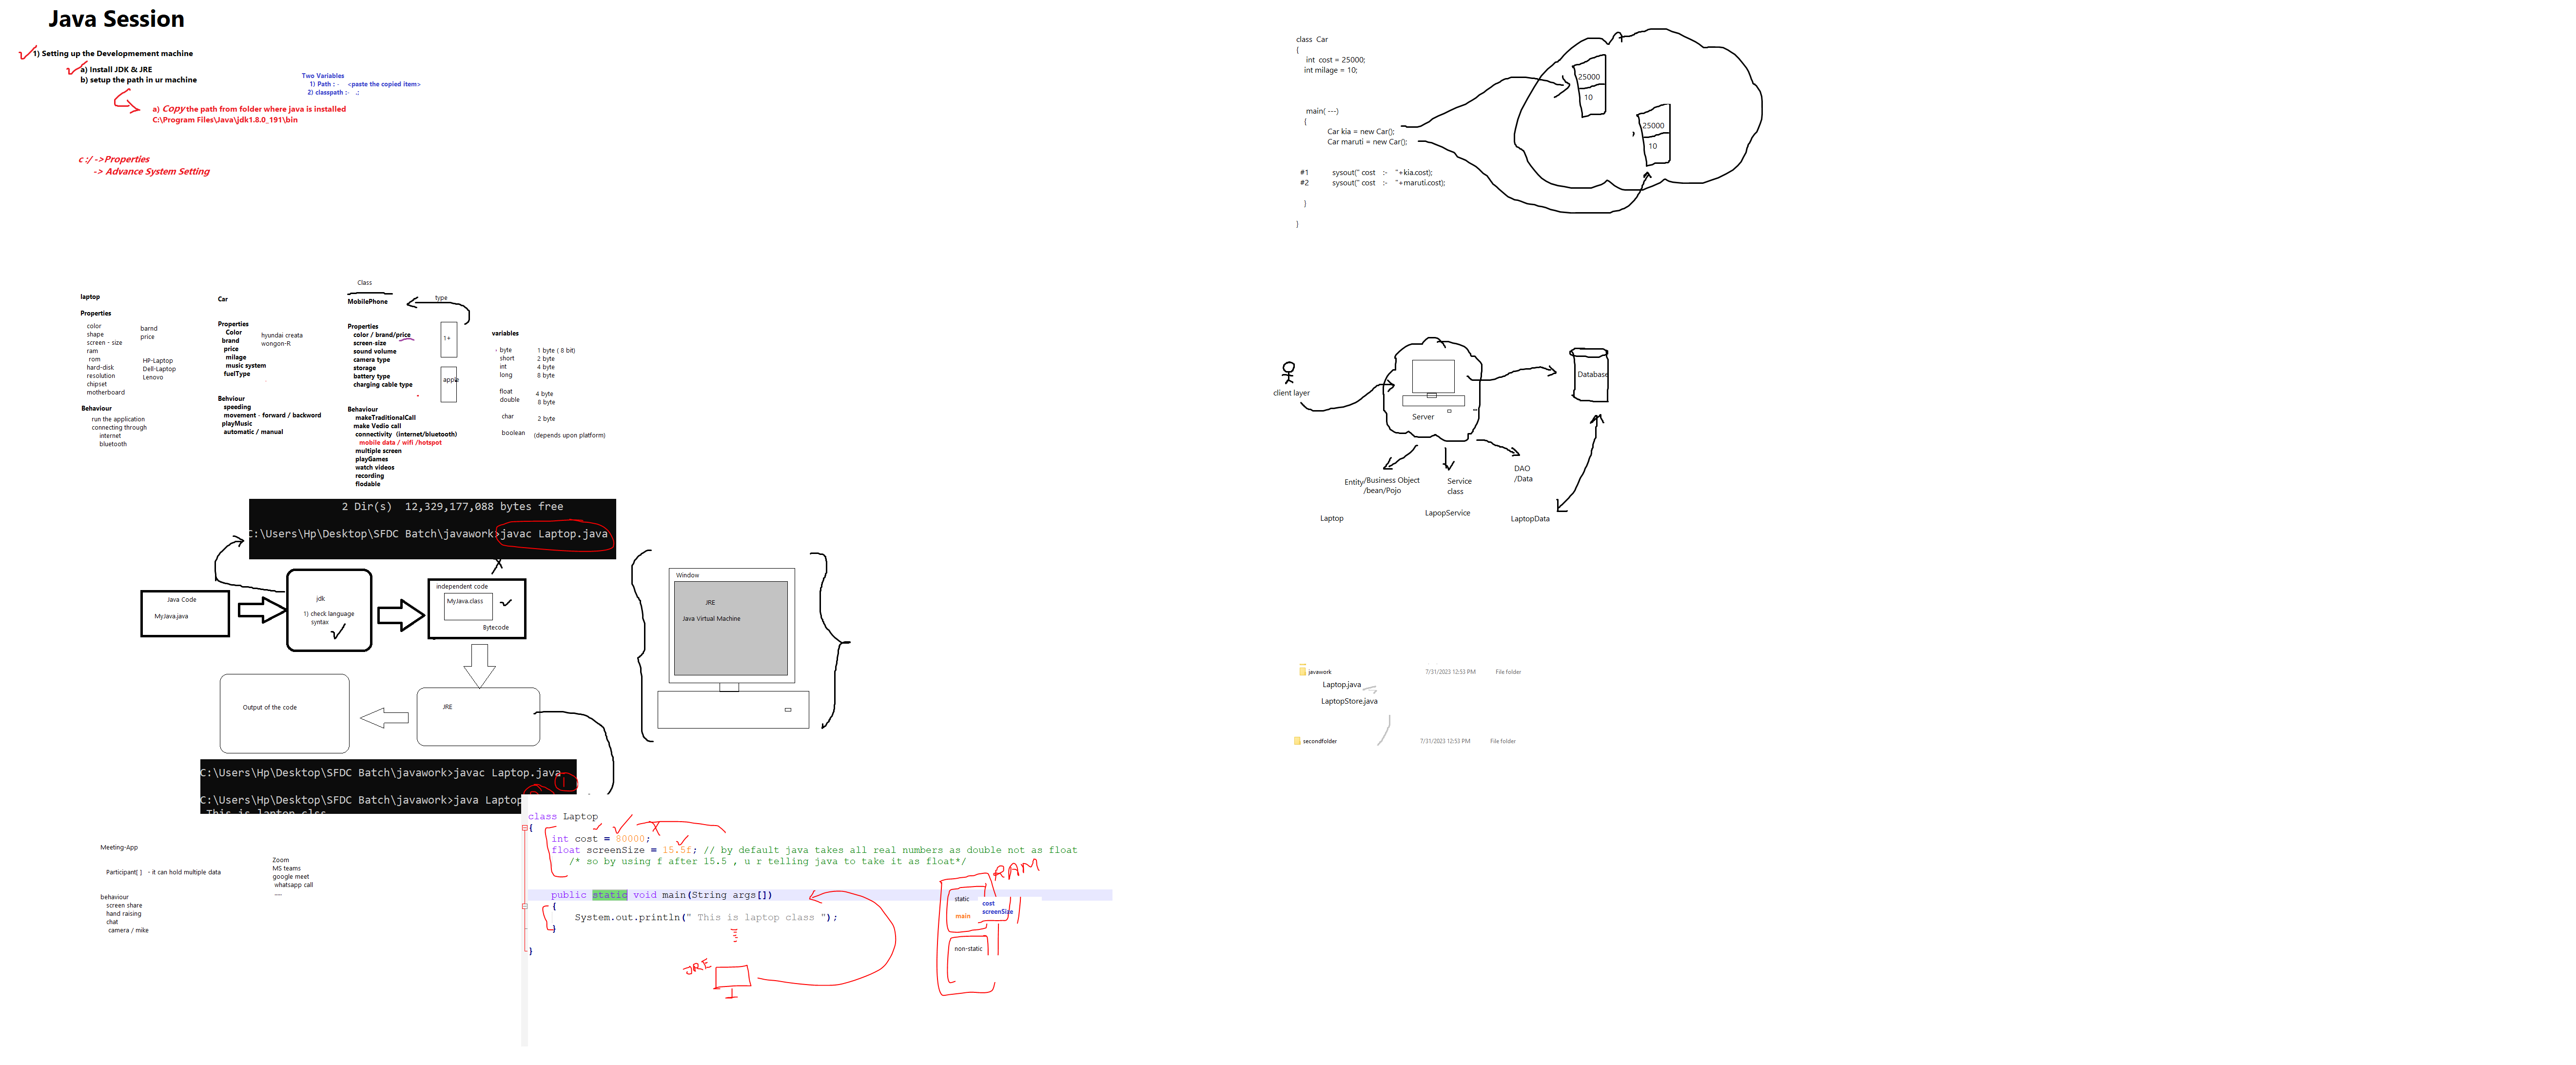 Java Session
1) Setting up the Developmement machine
a) Install JDK & JRE
b) setup the path in ur machine
Two Variables
1) Path : -    <paste the copied item>
2) classpath :-   .;
a) Copy the path from folder where java is installed
C:\Program Files\Java\jdk1.8.0_191\bin
c :/ ->Properties
-> Advance System Setting
laptop
Properties
color
shape
screen - size
ram
rom
hard-disk
resolution
chipset
motherboard
barnd
price
HP-Laptop
Dell-Laptop
Lenovo
Behaviour
run the application
connecting through
internet
bluetooth
Car
Properties
Color
brand
price
milage
music system
fuelType
hyundai creata
wongon-R
Behviour
speeding
movement - forward / backword
playMusic
automatic / manual
Class
MobilePhone
type
Properties
color / brand/price
screen-size
sound volume
camera type
storage
battery type
charging cable type
1+
apple
Behaviour
makeTraditionalCall
make Vedio call
connectivity  (internet/bluetooth)
mobile data / wifi /hotspot
multiple screen
playGames
watch videos
recording
flodable
variables
- byte   1 byte ( 8 bit)
short   2 byte
int   4 byte
long   8 byte
float   4 byte
double   8 byte
char   2 byte
boolean   (depends upon platform)
2 Dir(s)  12,329,177,088 bytes free
C:\Users\Hp\Desktop\SFDC Batch\javawork>javac Laptop.java
Java Code
MyJava.java
jdk
1) check language
syntax
independent code
MyJava.class
Bytecode
Window
JRE
Java Virtual Machine
Output of the code
JRE
C:\Users\Hp\Desktop\SFDC Batch\javawork>javac Laptop.java
1
C:\Users\Hp\Desktop\SFDC Batch\javawork>java Laptop
This is laptop clss
class Laptop
{
int cost = 80000;
float screenSize = 15.5f; // by default java takes all real numbers as double not as float
/* so by using f after 15.5 , u r telling java to take it as float*/
public static void main(String args[])
{
System.out.println(" This is laptop class ");
}
}
JRE
RAM
static
main
cost
screenSize
non-static
Meeting-App
Participant[ ]   - it can hold multiple data
behaviour
screen share
hand raising
chat
camera / mike
Zoom
MS teams
google meet
whatsapp call
class  Car
{
int  cost = 25000;
int milage = 10;
main( ---)
{
Car kia = new Car();
Car maruti = new Car();
#1   sysout(" cost   :-   "+kia.cost);
#2   sysout(" cost   :-   "+maruti.cost);
}
}
25000
10
25000
10
client layer
Server
Database
Entity/Business Object
/bean/Pojo
Service
class
DAO
/Data
Laptop
LapopService
LaptopData
javawork   7/31/2023 12:53 PM   File folder
Laptop.java
LaptopStore.java
secondfolder   7/31/2023 12:53 PM   File folder